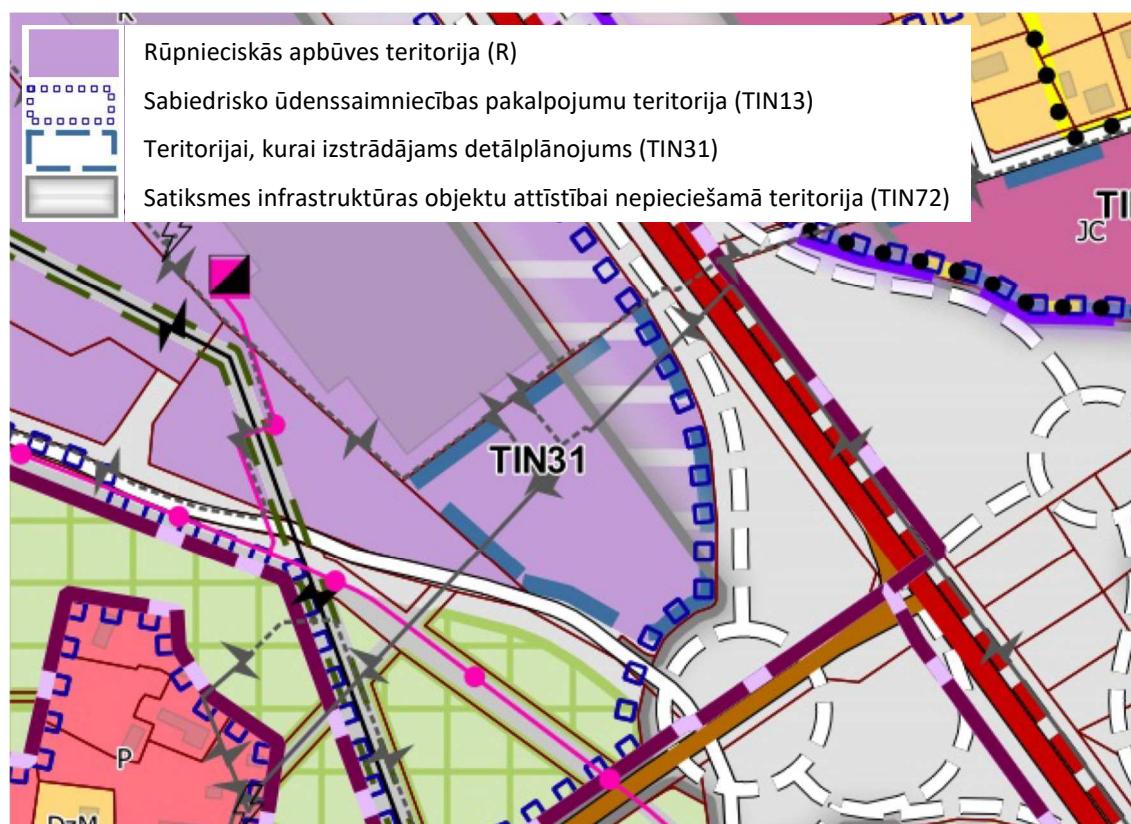 R
Rūpnieciskās apbūves teritorija (R)
Sabiedrisko ūdenssaimniecības pakalpojumu teritorija (TIN13)
Teritorijai, kurai izstrādājams detālplānojums (TIN31)
Satiksmes infrastruktūras objektu attīstībai nepieciešamā teritorija (TIN72)
JC
TIN31
P
DzM